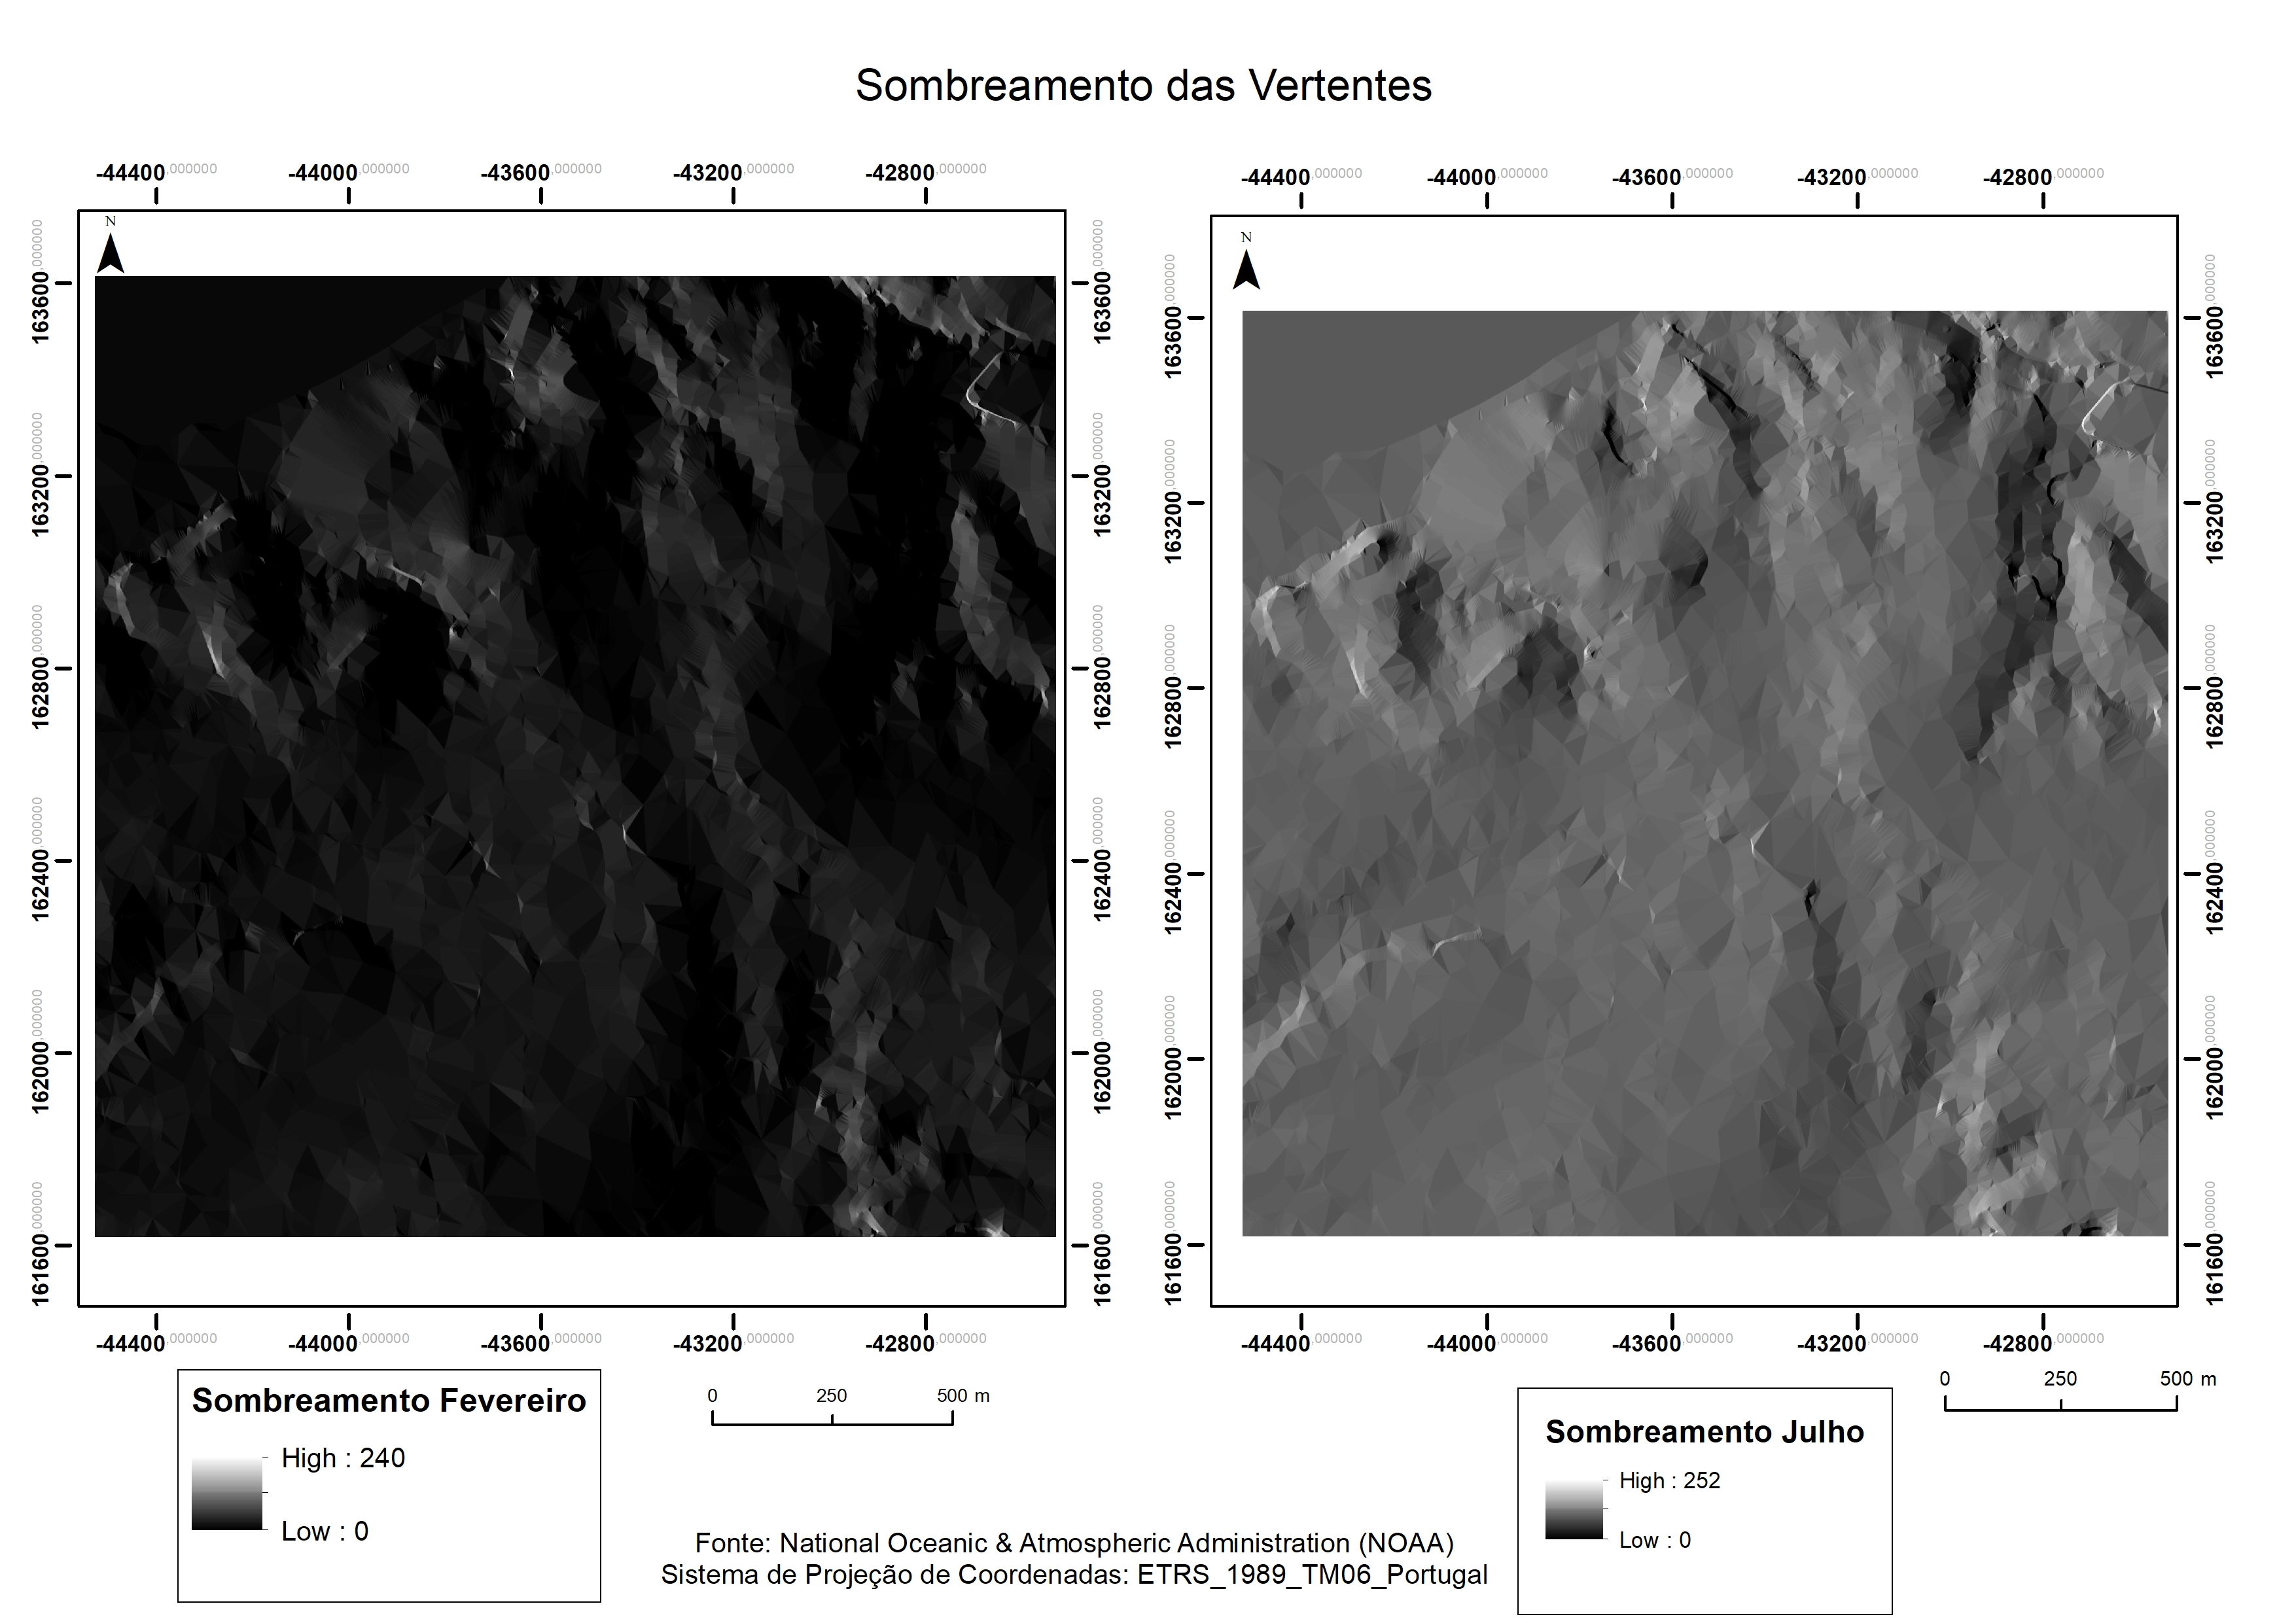 Sombreamento das Vertentes
-44400,000000 -44000,000000 -43600,000000 -43200,000000 -42800,000000
-44400,000000 -44000,000000 -43600,000000 -43200,000000 -42800,000000
N
N
163600,000000
163200,000000
162800,000000
162400,000000
162000,000000
161600,000000
163600,000000
163200,000000
162800,000000
162400,000000
162000,000000
161600,000000
163600,000000
163200,000000
162800,000000
162400,000000
162000,000000
161600,000000
163600,000000
163200,000000
162800,000000
162400,000000
162000,000000
161600,000000
-44400,000000 -44000,000000 -43600,000000 -43200,000000 -42800,000000
-44400,000000 -44000,000000 -43600,000000 -43200,000000 -42800,000000
Sombreamento Fevereiro
High : 240
Low : 0
0 250 500 m
0 250 500 m
Sombreamento Julho
High : 252
Low : 0
Fonte: National Oceanic & Atmospheric Administration (NOAA)
Sistema de Projeção de Coordenadas: ETRS_1989_TM06_Portugal